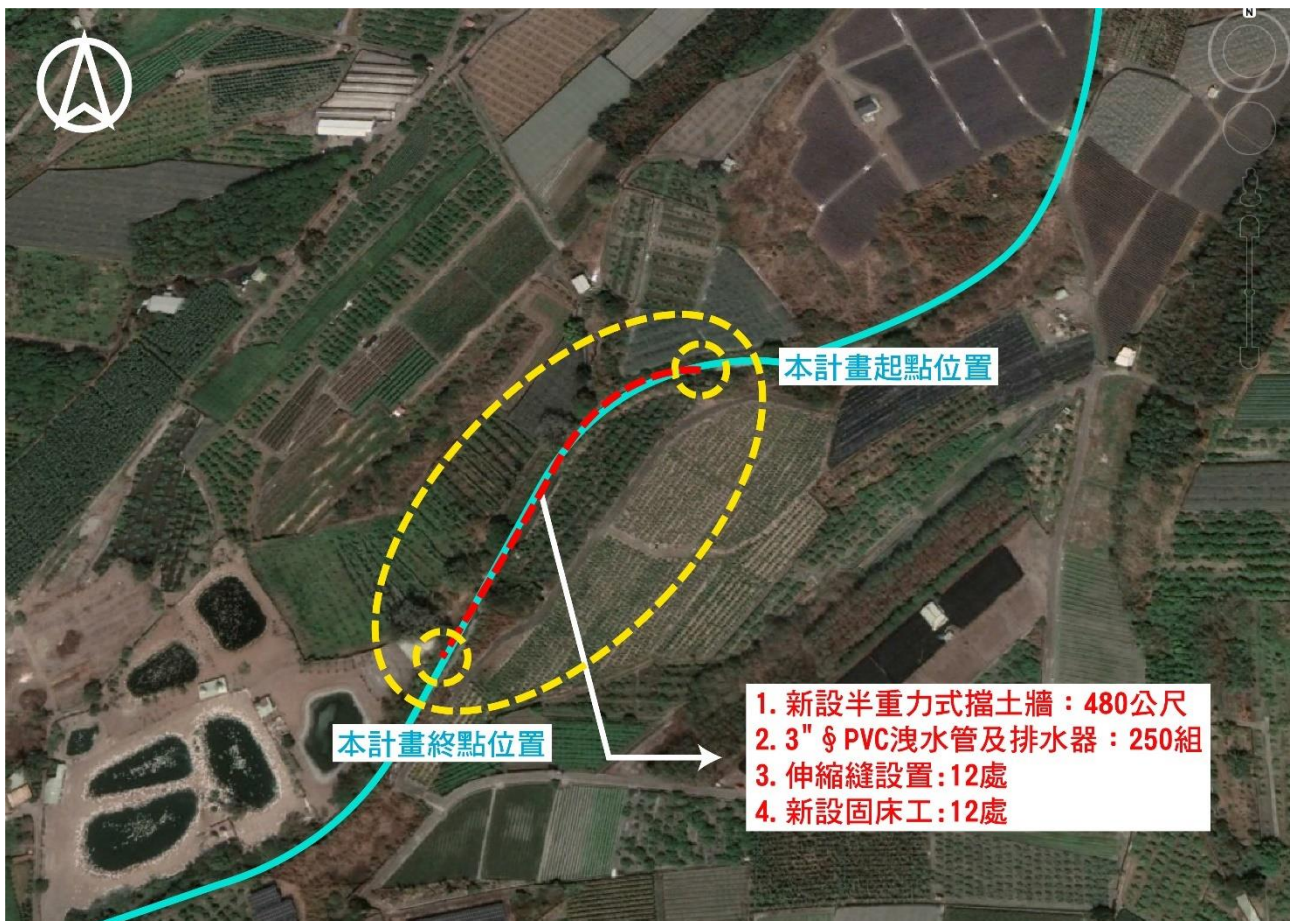 N
本計畫起點位置
本計畫終點位置
1. 新設半重力式擋土牆：480公尺
2. 3" § PVC洩水管及排水器：250組
3. 伸縮縫設置:12處
4. 新設固床工:12處